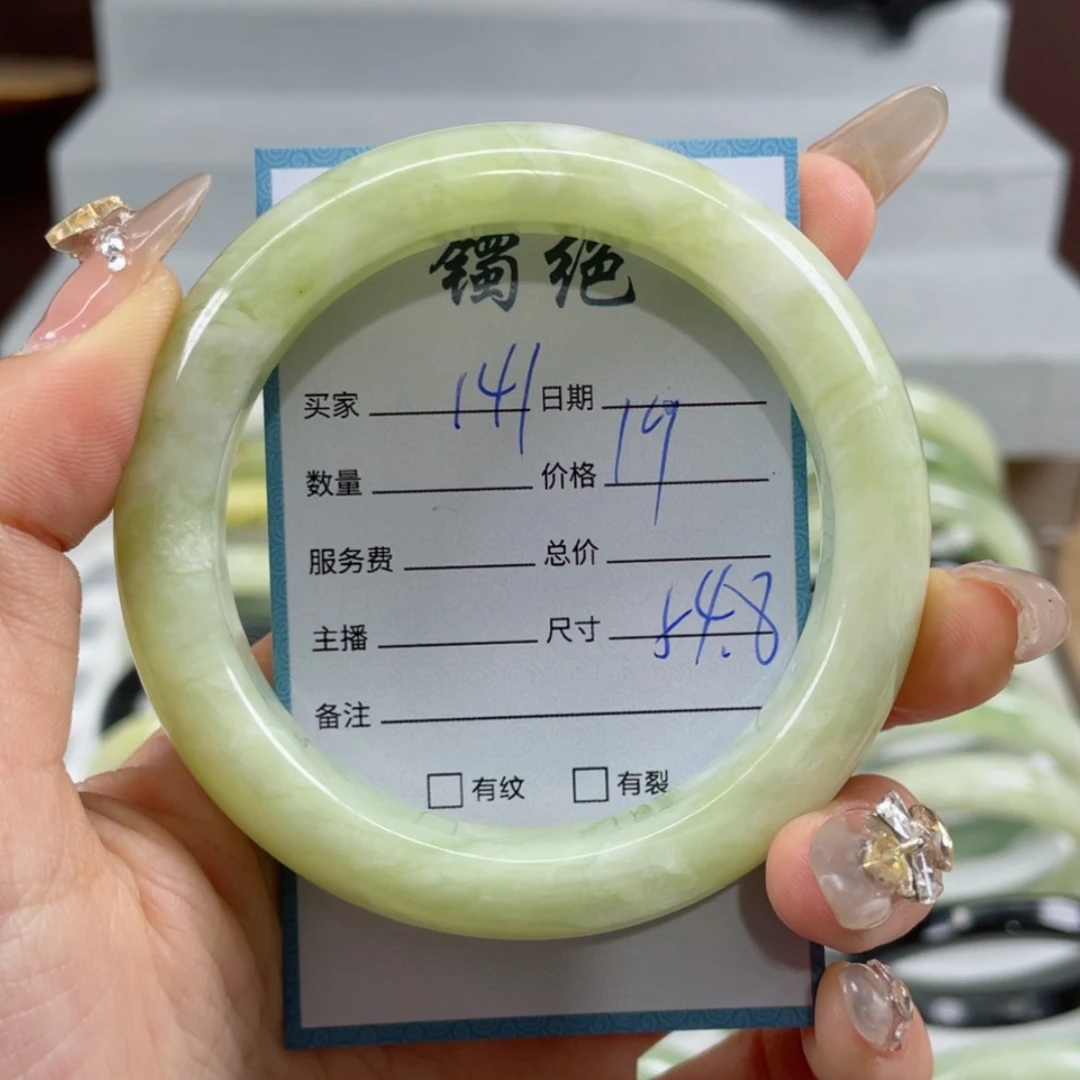 镯绝
买家 141 日期
数量 价格 19
服务费 总价
主播 尺寸 54.8
备注
□有纹 □有裂